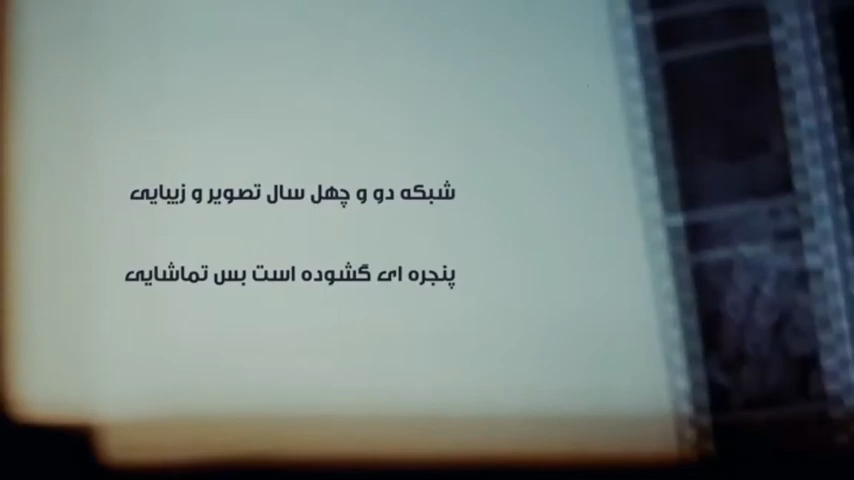 شبکه دو و چهل سال تصویر و زیبایی
پنجره ای گشوده است بس تماشایی